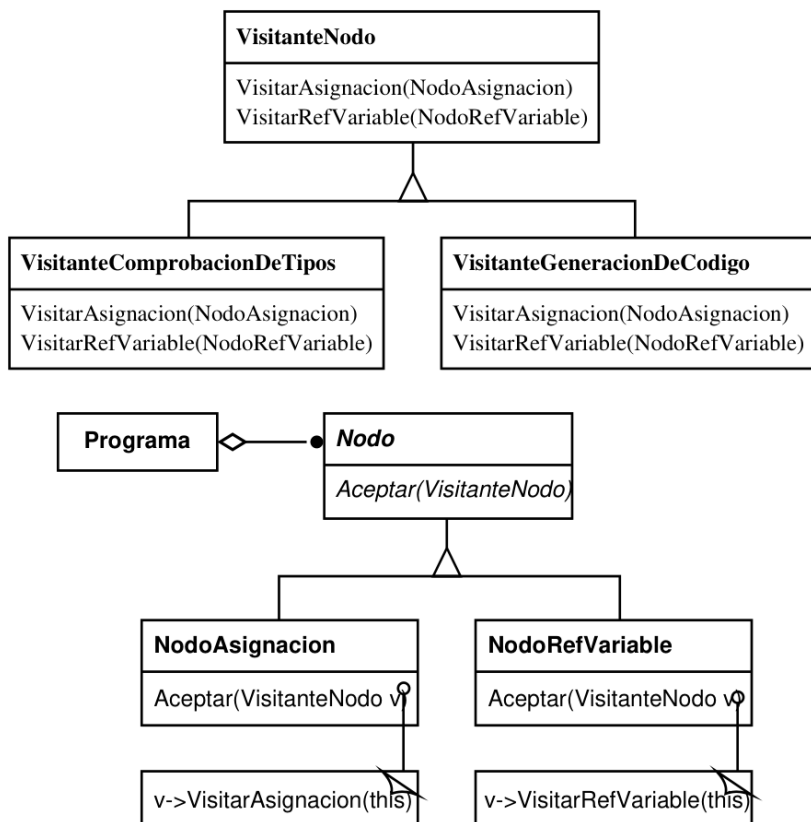 VisitanteNodo
VisitarAsignacion(NodoAsignacion)
VisitarRefVariable(NodoRefVariable)
VisitanteComprobacionDeTipos
VisitarAsignacion(NodoAsignacion)
VisitarRefVariable(NodoRefVariable)
VisitanteGeneracionDeCodigo
VisitarAsignacion(NodoAsignacion)
VisitarRefVariable(NodoRefVariable)
Programa
Nodo
Aceptar(VisitanteNodo)
NodoAsignacion
Aceptar(VisitanteNodo v)
v->VisitarAsignacion(this)
NodoRefVariable
Aceptar(VisitanteNodo v)
v->VisitarRefVariable(this)